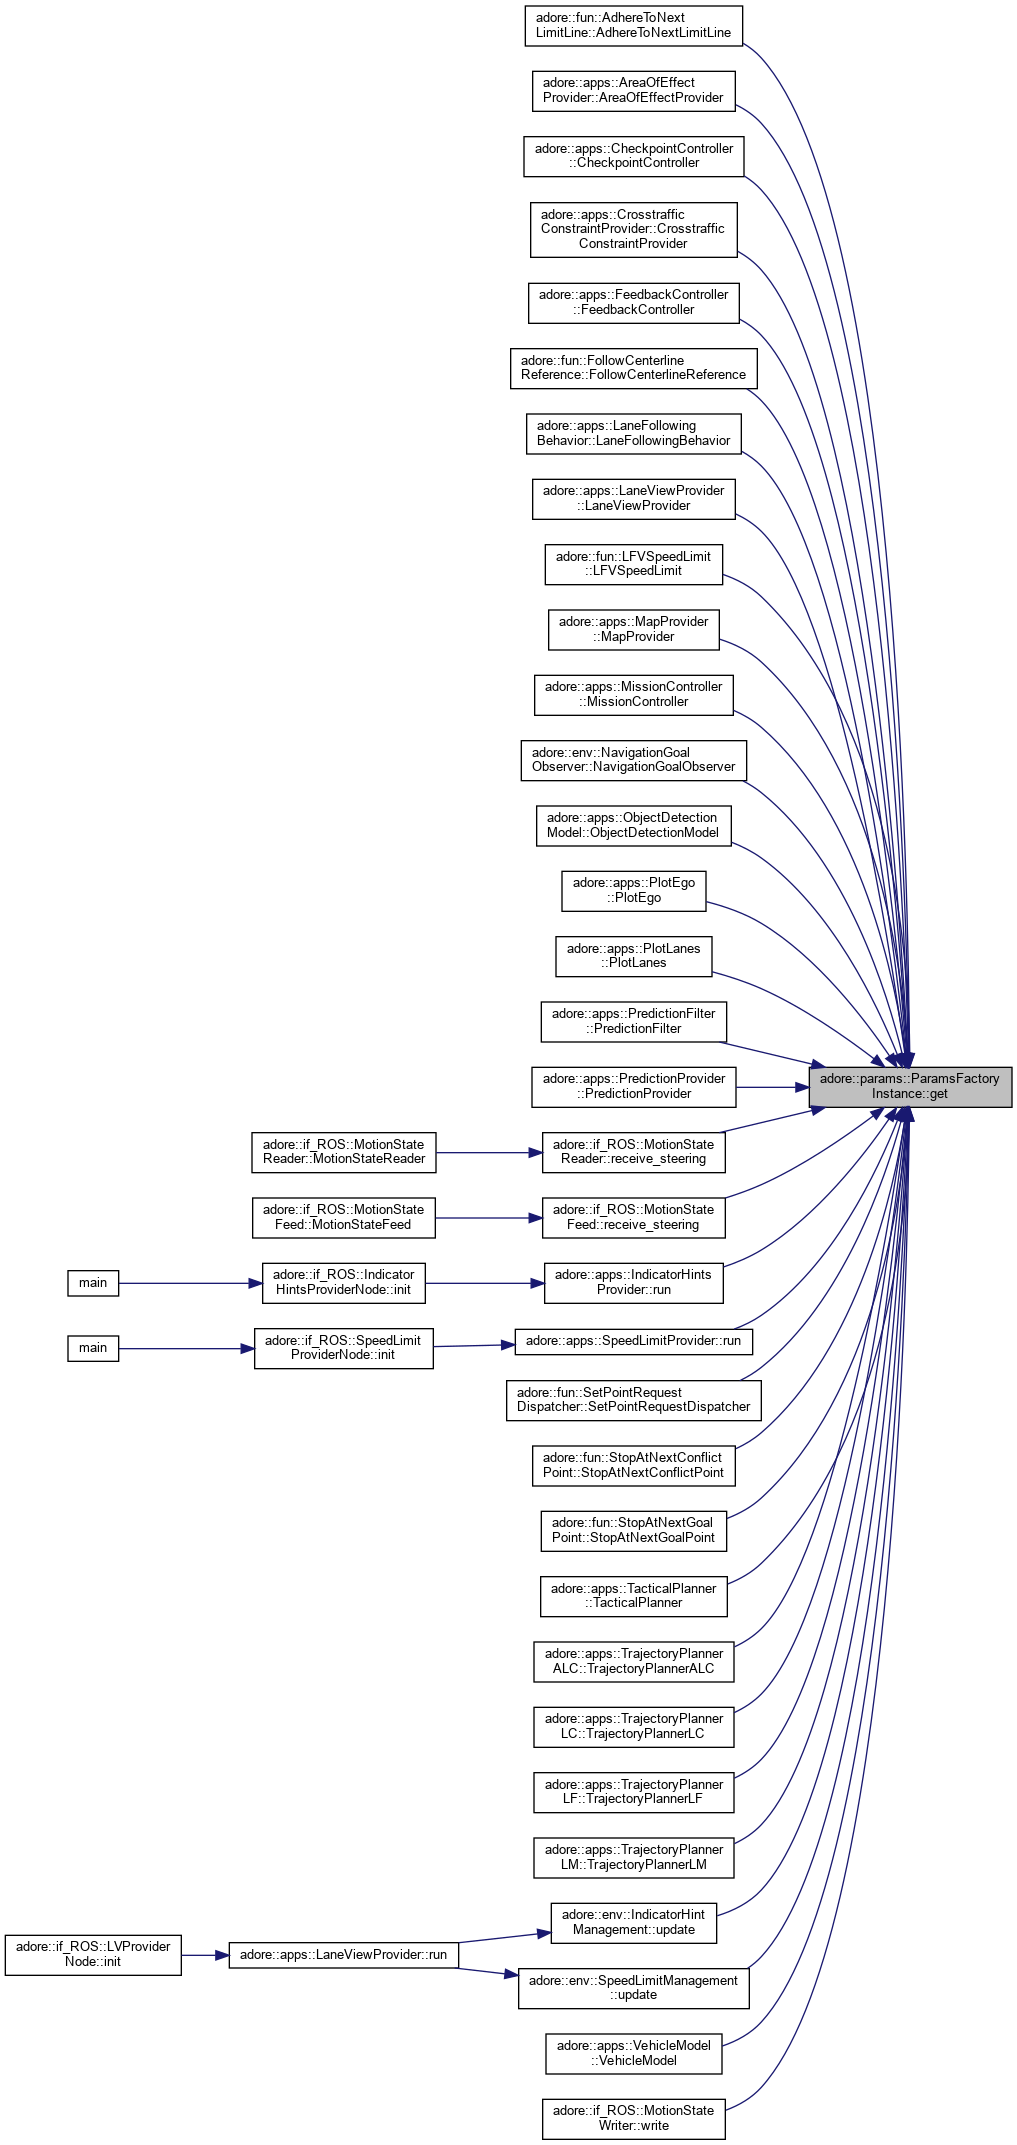 adore::fun::AdhereToNext
LimitLine::AdhereToNextLimitLine
adore::apps::AreaOfEffect
Provider::AreaOfEffectProvider
adore::apps::CheckpointController
::CheckpointController
adore::apps::Crosstraffic
ConstraintProvider::Crosstraffic
ConstraintProvider
adore::apps::FeedbackController
::FeedbackController
adore::fun::FollowCenterline
Reference::FollowCenterlineReference
adore::apps::LaneFollowing
Behavior::LaneFollowingBehavior
adore::apps::LaneViewProvider
::LaneViewProvider
adore::fun::LFVSpeedLimit
::LFVSpeedLimit
adore::apps::MapProvider
::MapProvider
adore::apps::MissionController
::MissionController
adore::env::NavigationGoal
Observer::NavigationGoalObserver
adore::apps::ObjectDetection
Model::ObjectDetectionModel
adore::apps::PlotEgo
::PlotEgo
adore::apps::PlotLanes
::PlotLanes
adore::apps::PredictionFilter
::PredictionFilter
adore::apps::PredictionProvider
::PredictionProvider
adore::params::ParamsFactory
Instance::get
adore::if_ROS::MotionState
Reader::MotionStateReader
adore::if_ROS::MotionState
Reader::receive_steering
adore::if_ROS::MotionState
Feed::MotionStateFeed
adore::if_ROS::MotionState
Feed::receive_steering
main
adore::if_ROS::Indicator
HintsProviderNode::init
adore::apps::IndicatorHints
Provider::run
main
adore::if_ROS::SpeedLimit
ProviderNode::init
adore::apps::SpeedLimitProvider::run
adore::fun::SetPointRequest
Dispatcher::SetPointRequestDispatcher
adore::fun::StopAtNextConflict
Point::StopAtNextConflictPoint
adore::fun::StopAtNextGoal
Point::StopAtNextGoalPoint
adore::apps::TacticalPlanner
::TacticalPlanner
adore::apps::TrajectoryPlanner
ALC::TrajectoryPlannerALC
adore::apps::TrajectoryPlanner
LC::TrajectoryPlannerLC
adore::apps::TrajectoryPlanner
LF::TrajectoryPlannerLF
adore::apps::TrajectoryPlanner
LM::TrajectoryPlannerLM
adore::env::IndicatorHint
Management::update
adore::if_ROS::LVProvider
Node::init
adore::apps::LaneViewProvider::run
adore::env::SpeedLimitManagement
::update
adore::apps::VehicleModel
::VehicleModel
adore::if_ROS::MotionState
Writer::write